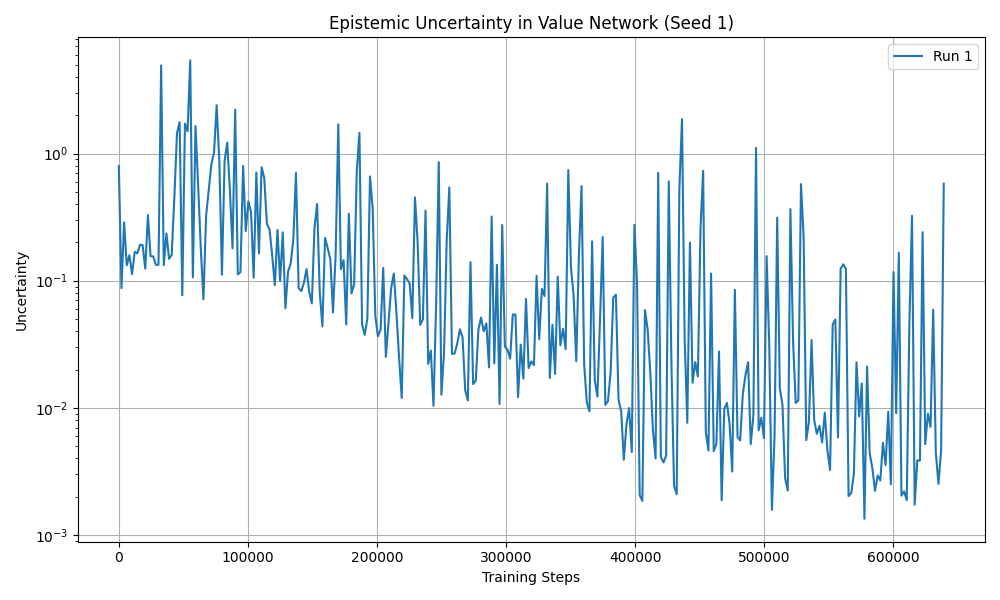 Epistemic Uncertainty in Value Network (Seed 1)
Run 1
Uncertainty
10^0
10^-1
10^-2
10^-3
0 100000 200000 300000 400000 500000 600000
Training Steps